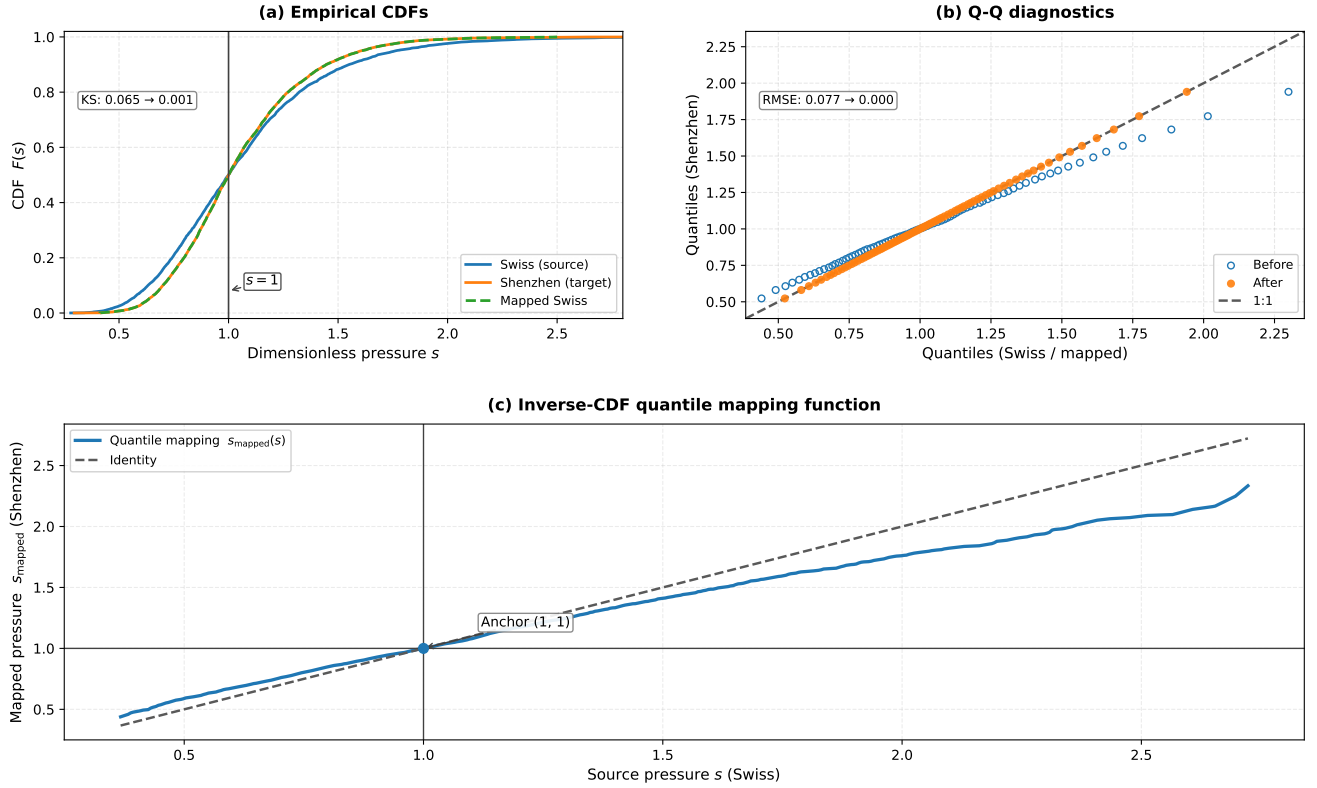 (a) Empirical CDFs
CDF F(s)
1.0
0.8
0.6
0.4
0.2
0.0
KS: 0.065 → 0.001
s = 1
Swiss (source)
Shenzhen (target)
Mapped Swiss
0.5 1.0 1.5 2.0 2.5
Dimensionless pressure s
(b) Q-Q diagnostics
Quantiles (Shenzhen)
2.25
2.00
1.75
1.50
1.25
1.00
0.75
0.50
RMSE: 0.077 → 0.000
Before
After
1:1
0.50 0.75 1.00 1.25 1.50 1.75 2.00 2.25
Quantiles (Swiss / mapped)
(c) Inverse-CDF quantile mapping function
Mapped pressure s_mapped (Shenzhen)
2.5
2.0
1.5
1.0
0.5
Quantile mapping s_mapped(s)
Identity
Anchor (1, 1)
0.5 1.0 1.5 2.0 2.5
Source pressure s (Swiss)